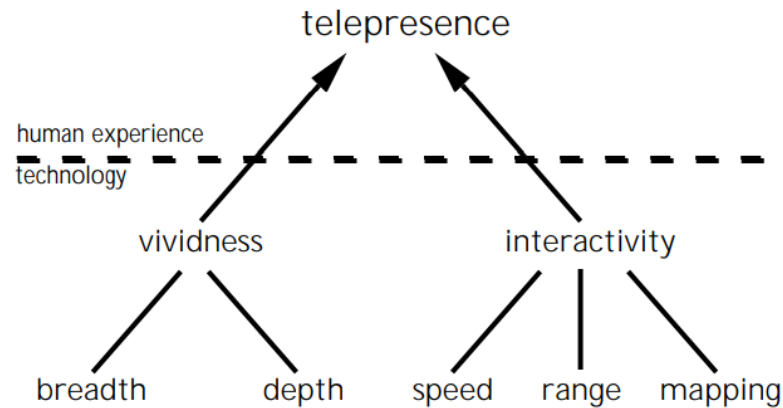 telepresence
human experience
technology
vividness interactivity
breadth depth speed range mapping